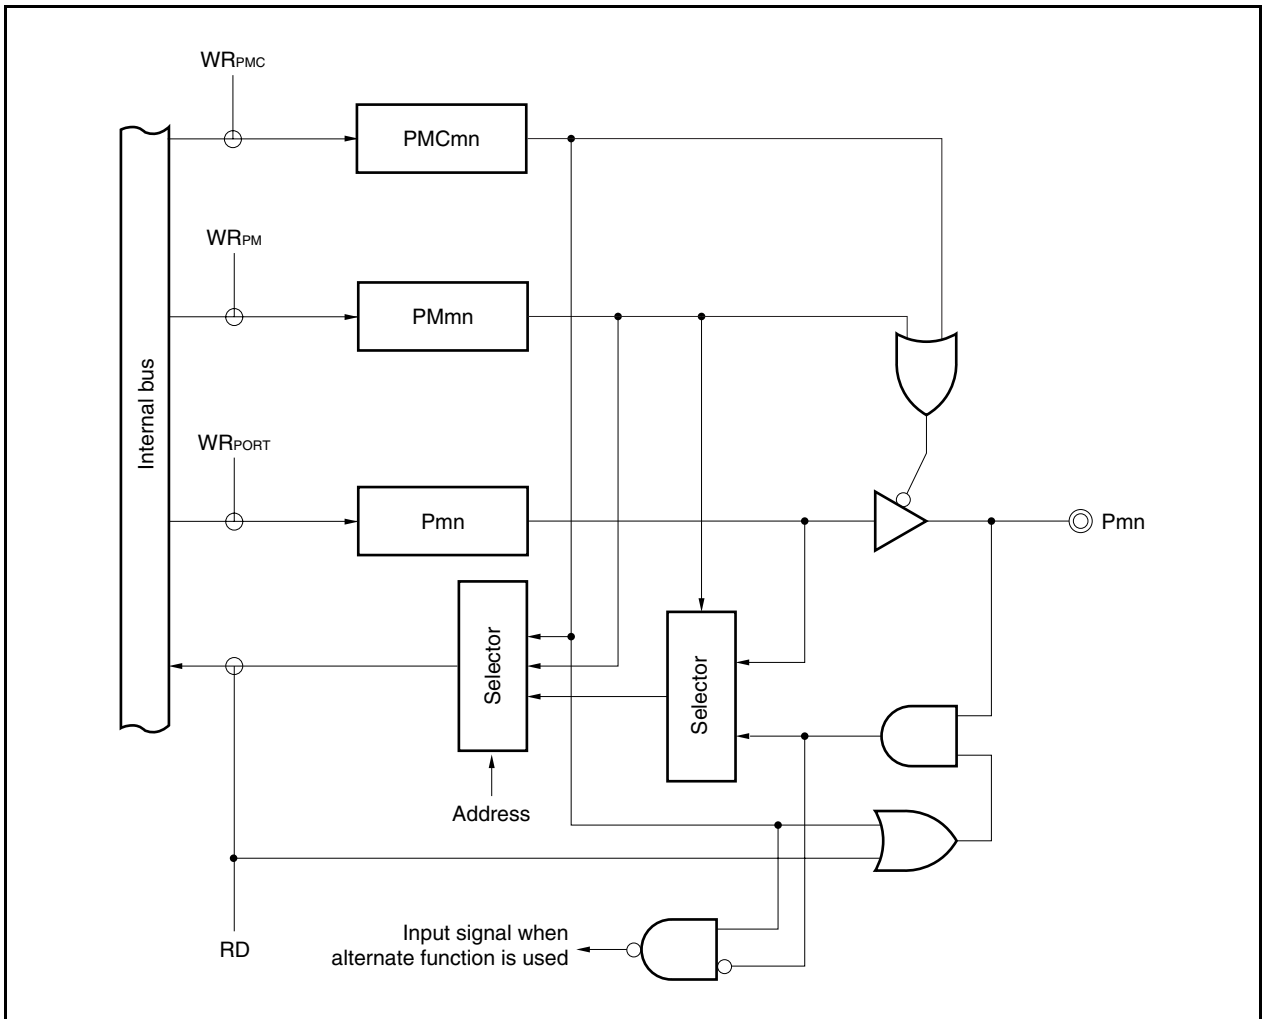 WRPMC
PMCmn
WRPM
PMmn
Internal bus
WRPORT
Pmn
Pmn
Selector
Selector
Address
Input signal when
alternate function is used
RD